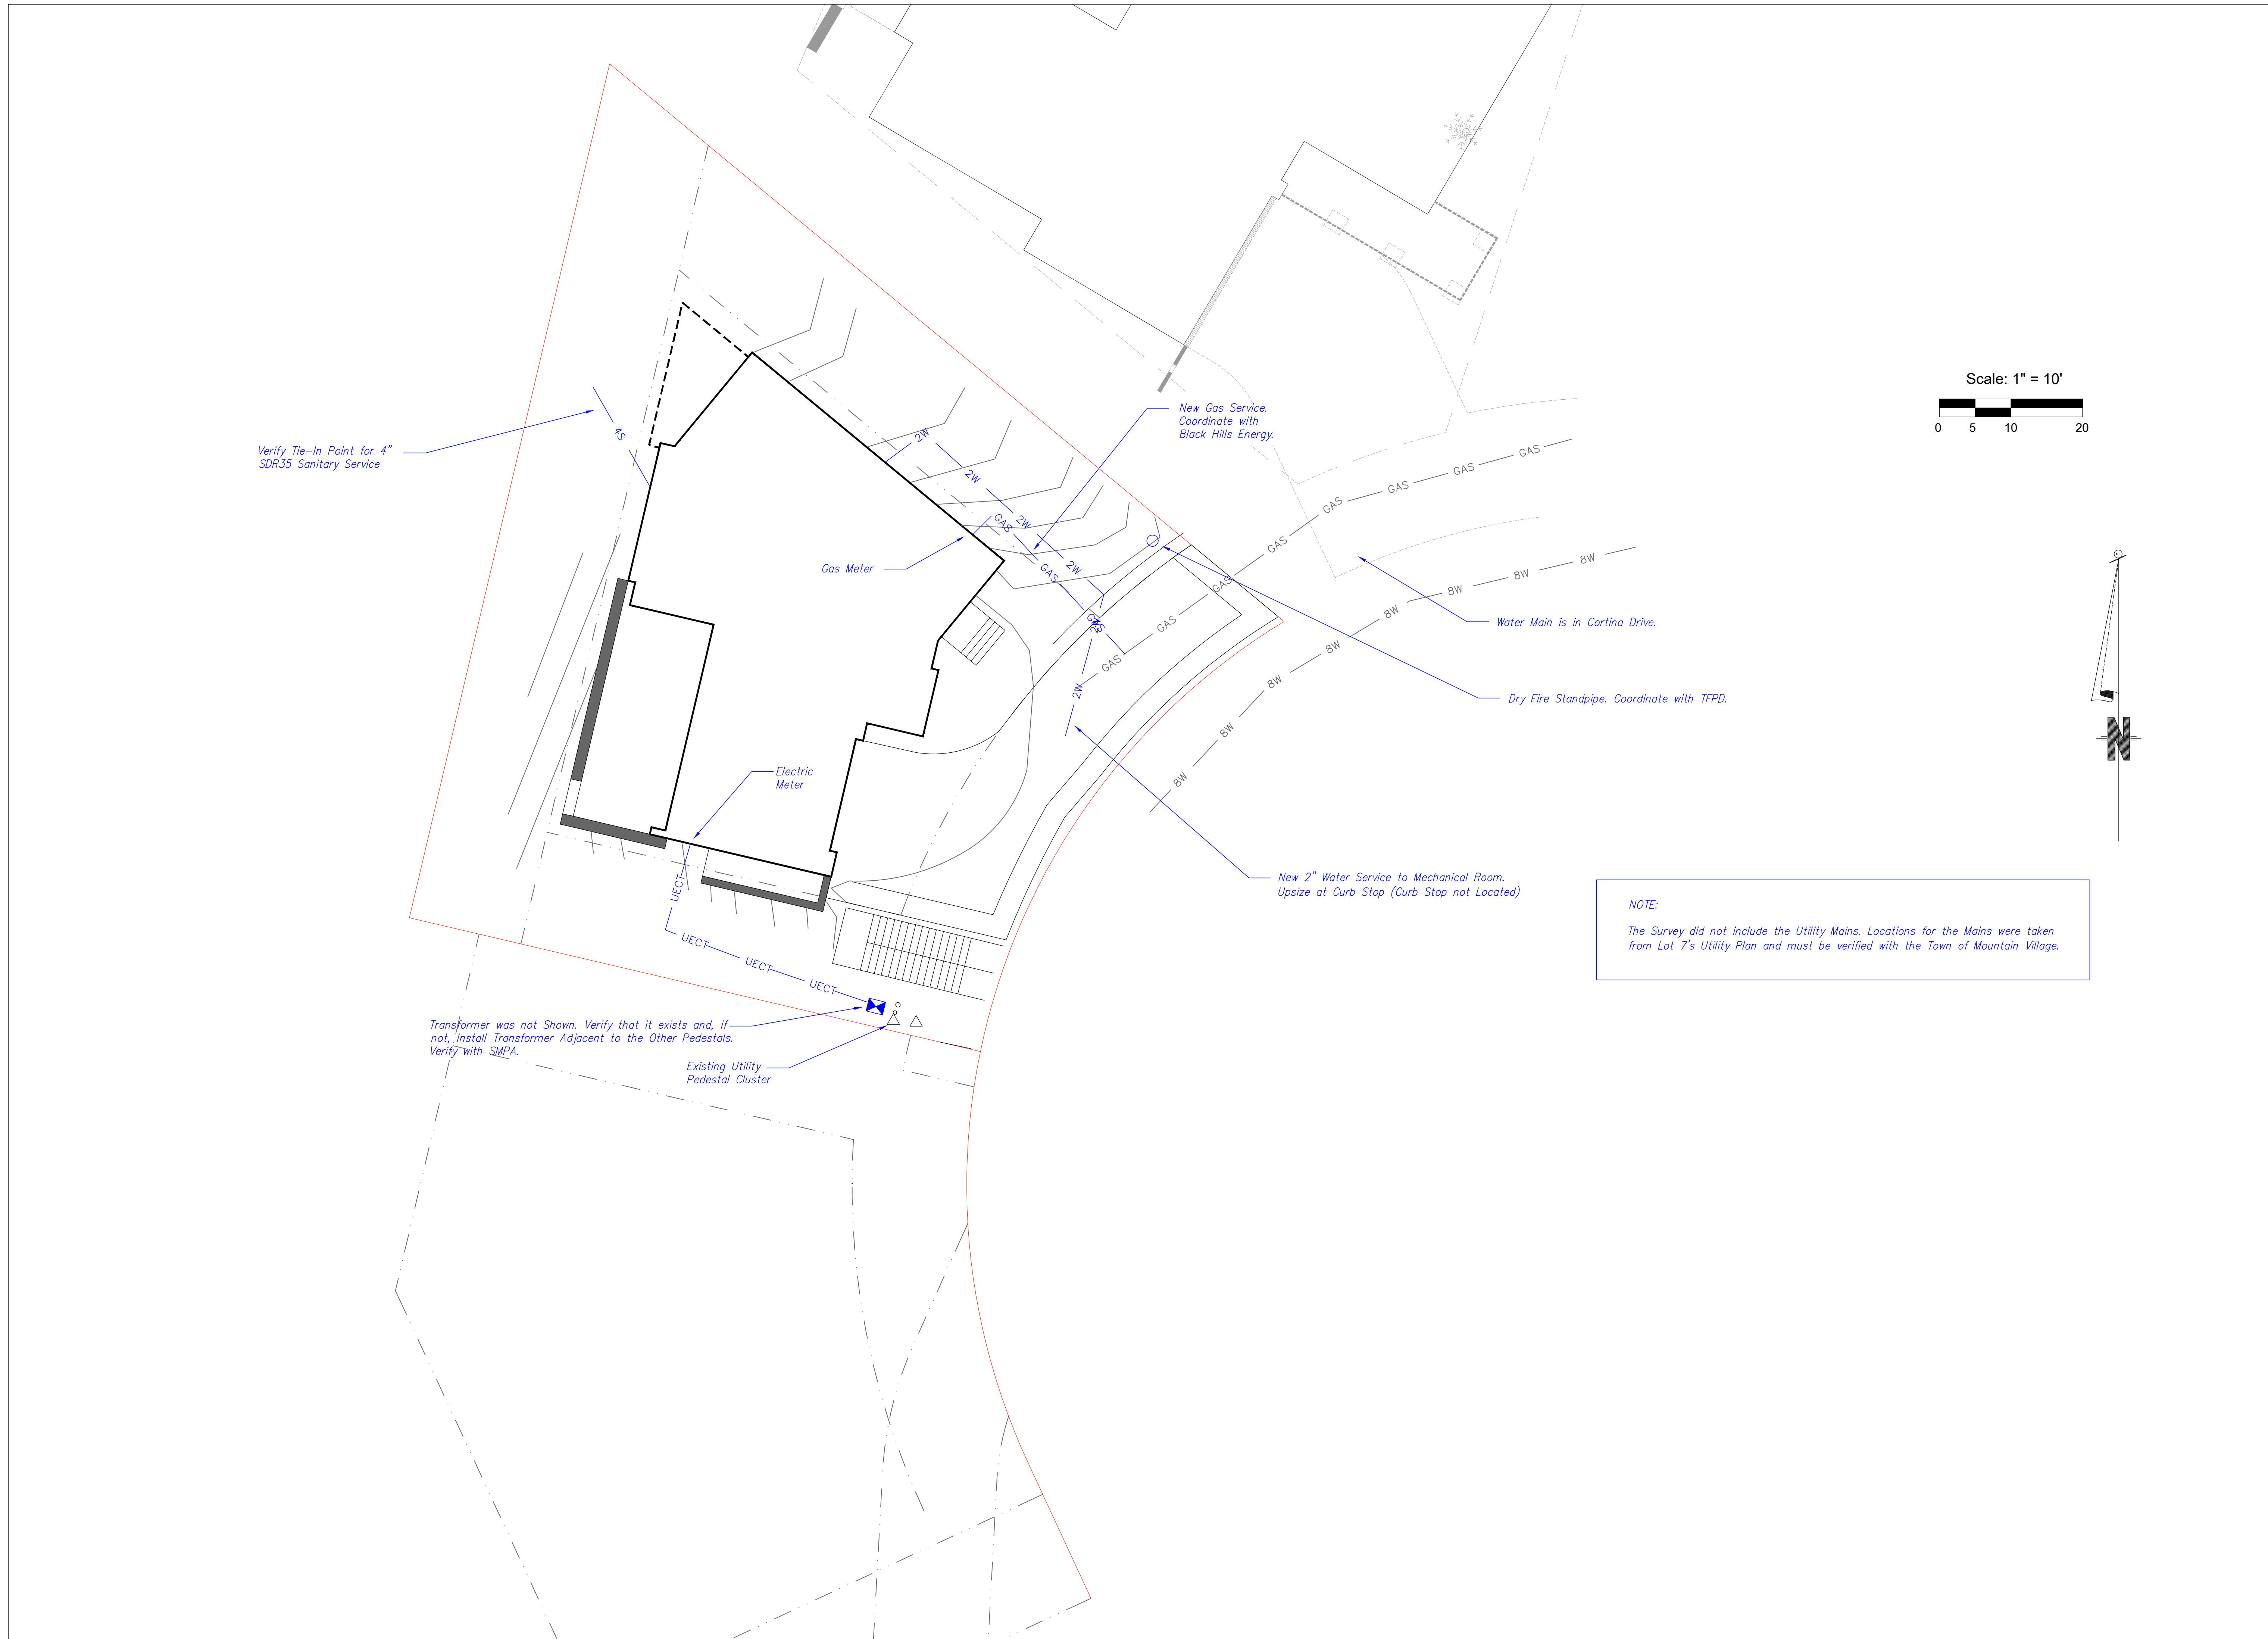 Scale: 1" = 10'
0 5 10 20
New Gas Service.
Coordinate with
Black Hills Energy.
Verify Tie-In Point for 4"
SDR35 Sanitary Service
4S
2W
2W
2W
2W
2W
2W
GAS
GAS
GAS
GAS
GAS
GAS
GAS
GAS
GAS
GAS
GAS
GAS
Gas Meter
8W
8W
8W
8W
8W
8W
8W
8W
8W
Water Main is in Cortina Drive.
Dry Fire Standpipe. Coordinate with TFPD.
N
Electric
Meter
New 2" Water Service to Mechanical Room.
Upsize at Curb Stop (Curb Stop not Located)
NOTE:
The Survey did not include the Utility Mains. Locations for the Mains were taken
from Lot 7's Utility Plan and must be verified with the Town of Mountain Village.
UECT
UECT
UECT
UECT
Transformer was not Shown. Verify that it exists and, if
not, Install Transformer Adjacent to the Other Pedestals.
Verify with SMPA.
Existing Utility
Pedestal Cluster